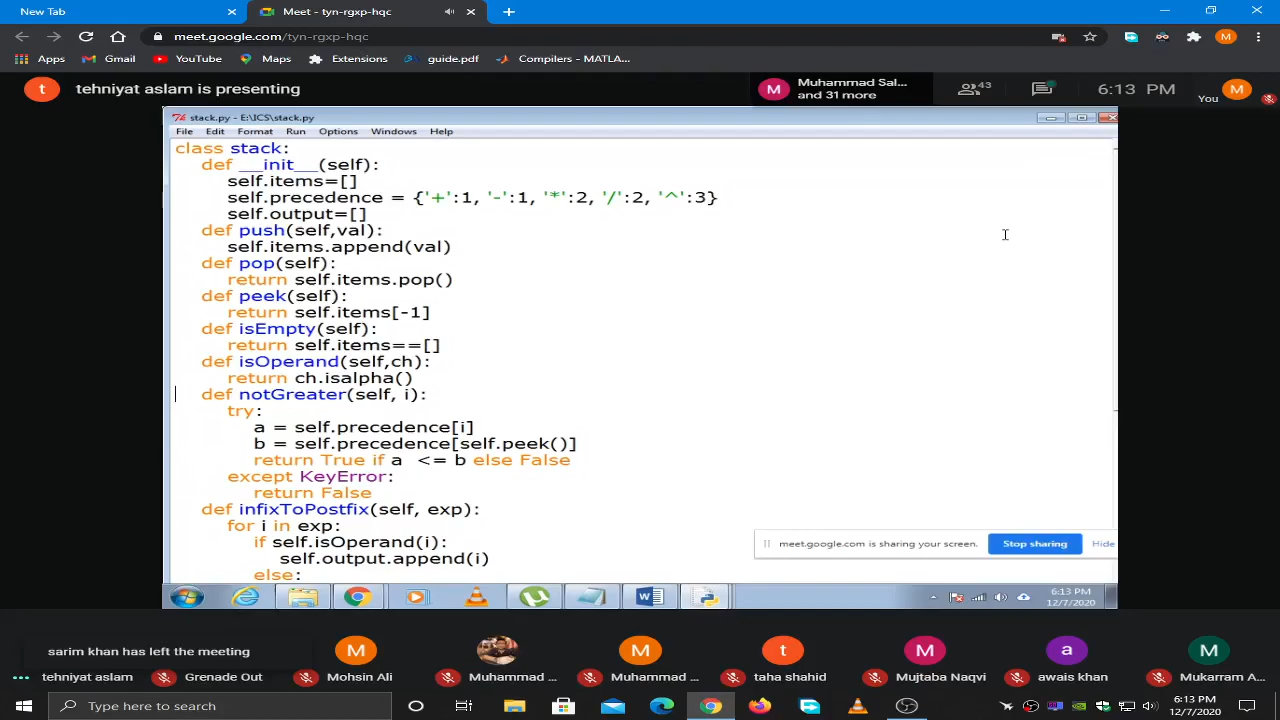 New Tab
Meet - tyn-rgxp-hqc
meet.google.com/tyn-rgxp-hqc
M
Apps
Gmail
YouTube
Maps
Extensions
guide.pdf
Compilers - MATLA...
t
tehniyat aslam is presenting
M
Muhammad Sal...
and 31 more
43
6:13 PM
You
M
stack.py - E:\ICS\stack.py
File Edit Format Run Options Windows Help
class stack:
def __init__(self):
self.items=[]
self.precedence = {'+':1, '-':1, '*':2, '/':2, '^':3}
self.output=[]
def push(self,val):
self.items.append(val)
def pop(self):
return self.items.pop()
def peek(self):
return self.items[-1]
def isEmpty(self):
return self.items==[]
def isOperand(self,ch):
return ch.isalpha()
def notGreater(self, i):
try:
a = self.precedence[i]
b = self.precedence[self.peek()]
return True if a  <= b else False
except KeyError:
return False
def infixToPostfix(self, exp):
for i in exp:
if self.isOperand(i):
self.output.append(i)
else:
meet.google.com is sharing your screen.
Stop sharing
Hide
6:13 PM
12/7/2020
sarim khan has left the meeting
M
M
t
M
a
M
tehniyat aslam
Grenade Out
Mohsin Ali
Muhammad ...
Muhammad ...
taha shahid
Mujtaba Naqvi
awais khan
Mukarram A...
Type here to search
6:13 PM
12/7/2020